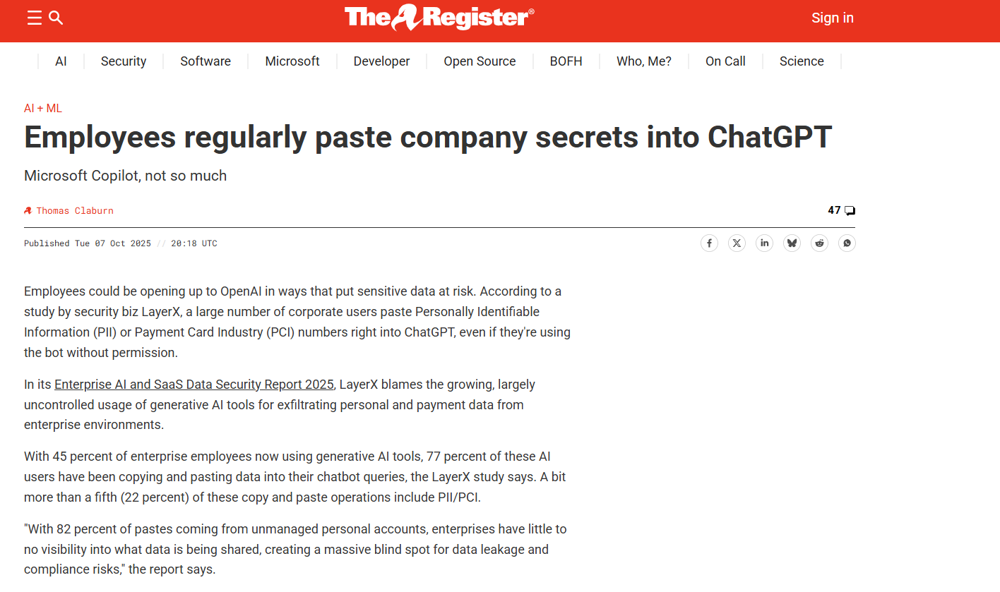 The Register®
Sign in
AI
Security
Software
Microsoft
Developer
Open Source
BOFH
Who, Me?
On Call
Science
AI + ML
Employees regularly paste company secrets into ChatGPT
Microsoft Copilot, not so much
Thomas Claburn
47
Published Tue 07 Oct 2025 // 20:18 UTC
Employees could be opening up to OpenAI in ways that put sensitive data at risk. According to a
study by security biz LayerX, a large number of corporate users paste Personally Identifiable
Information (PII) or Payment Card Industry (PCI) numbers right into ChatGPT, even if they're using
the bot without permission.
In its Enterprise AI and SaaS Data Security Report 2025, LayerX blames the growing, largely
uncontrolled usage of generative AI tools for exfiltrating personal and payment data from
enterprise environments.
With 45 percent of enterprise employees now using generative AI tools, 77 percent of these AI
users have been copying and pasting data into their chatbot queries, the LayerX study says. A bit
more than a fifth (22 percent) of these copy and paste operations include PII/PCI.
"With 82 percent of pastes coming from unmanaged personal accounts, enterprises have little to
no visibility into what data is being shared, creating a massive blind spot for data leakage and
compliance risks," the report says.